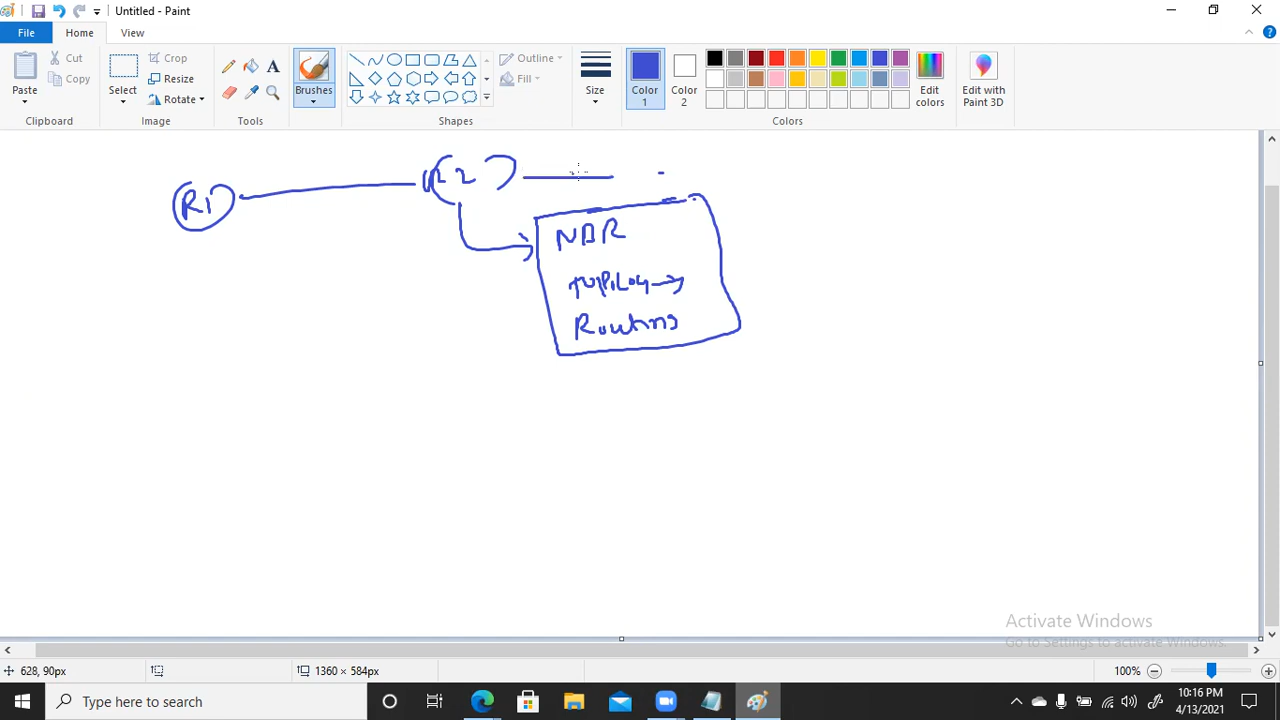 Untitled - Paint
File Home View
Paste
Cut
Copy
Clipboard
Select
Crop
Resize
Rotate
Image
A
Tools
Brushes
Outline
Fill
Shapes
Size
Color 1
Color 2
Edit colors
Edit with Paint 3D
Colors
R1
R2
NBR
Routing
Activate Windows
Go to Settings to activate Windows.
628, 90px
1360 × 584px
100%
Type here to search
10:16 PM
4/13/2021